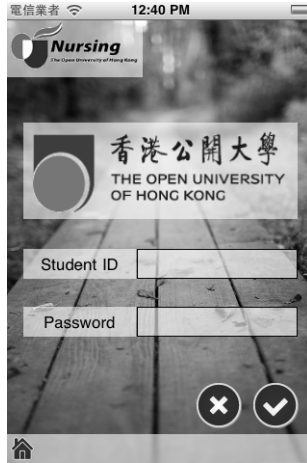 電信業者 12:40 PM
Nursing
The Open University of Hong Kong
香港公開大學
THE OPEN UNIVERSITY
OF HONG KONG
Student ID
Password